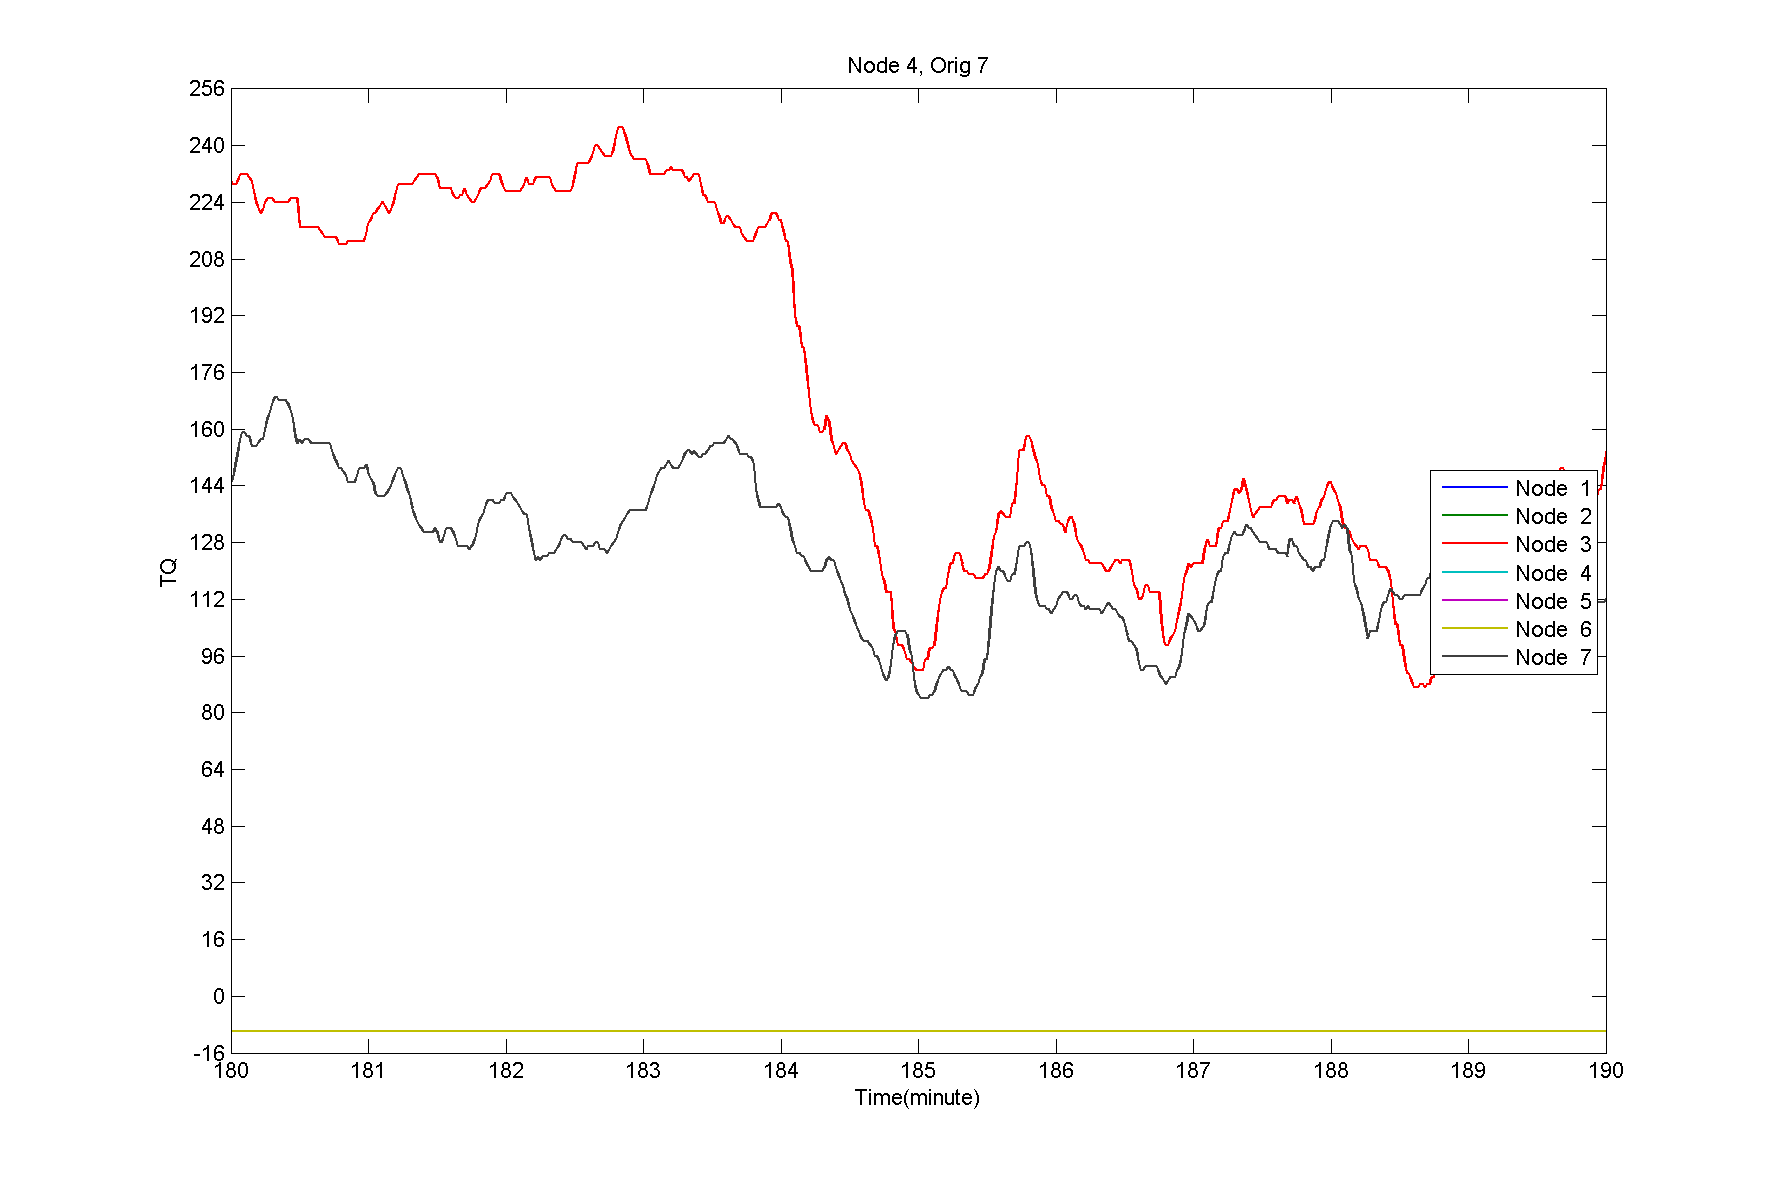 Node 4, Orig 7
256
240
224
208
192
176
160
144
128
112
96
80
64
48
32
16
0
-16
TQ
180 181 182 183 184 185 186 187 188 189 190
Time(minute)
Node 1
Node 2
Node 3
Node 4
Node 5
Node 6
Node 7